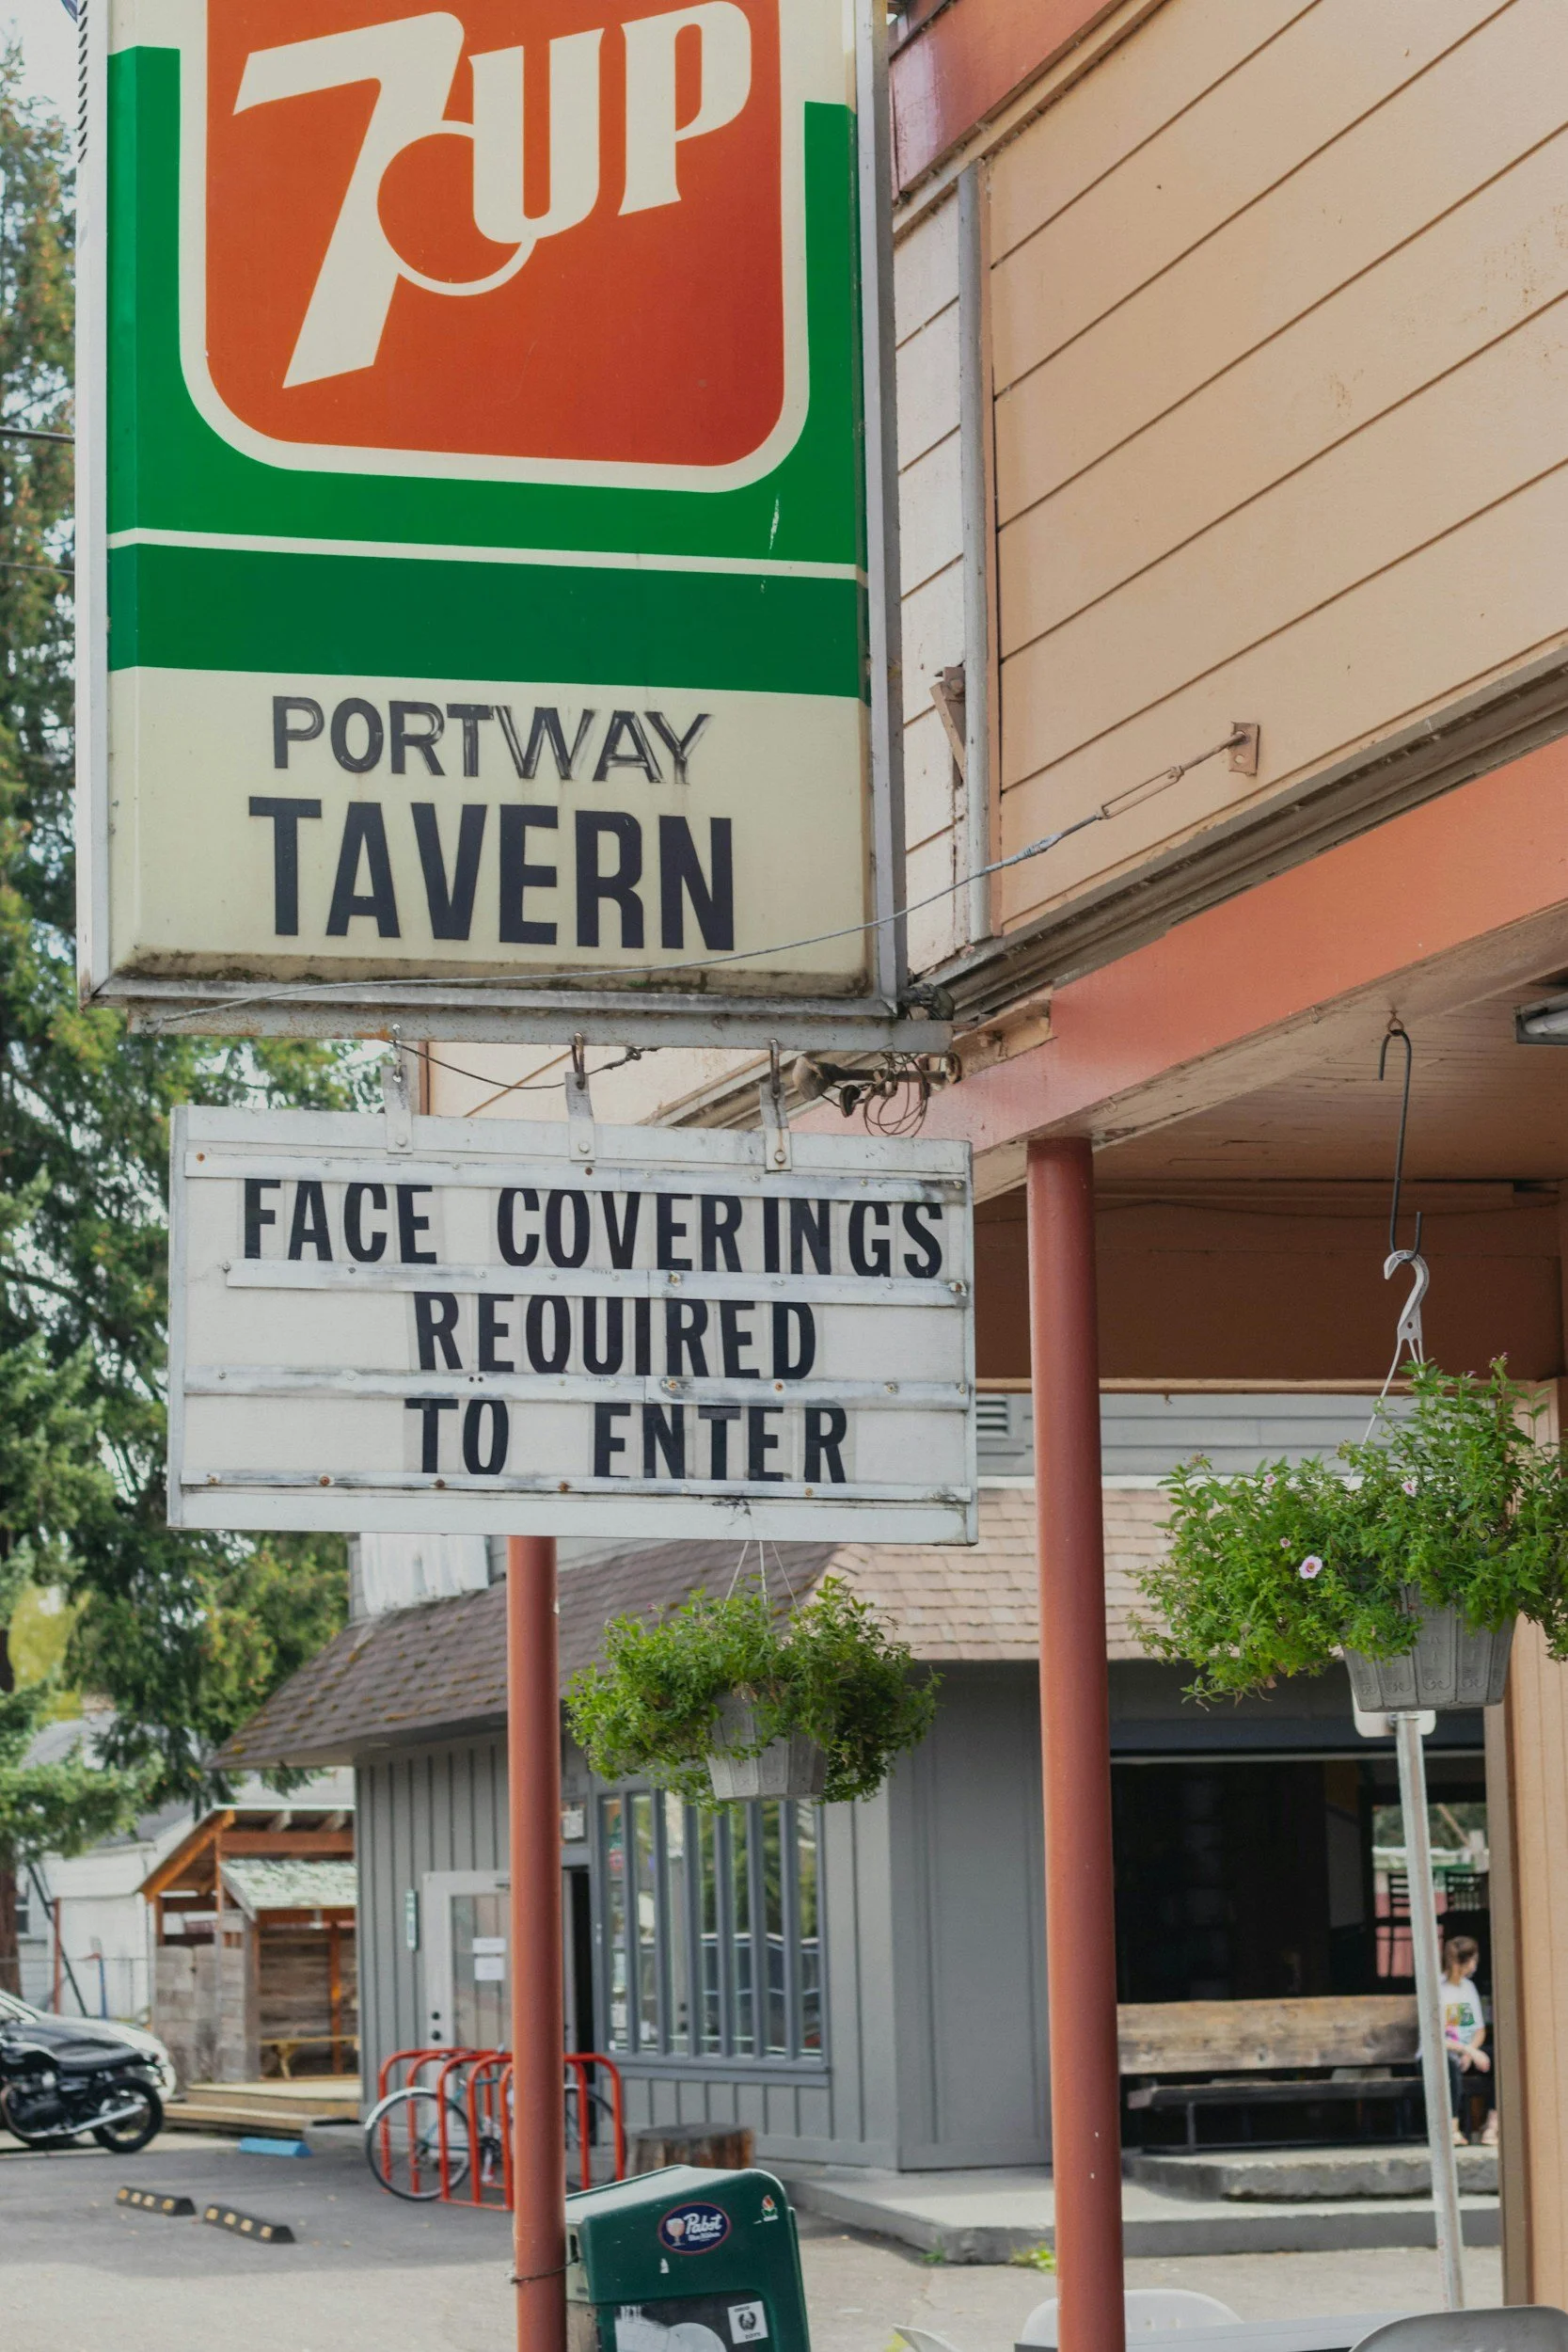 7UP
PORTWAY
TAVERN
FACE COVERINGS
REQUIRED
TO ENTER
Pabst